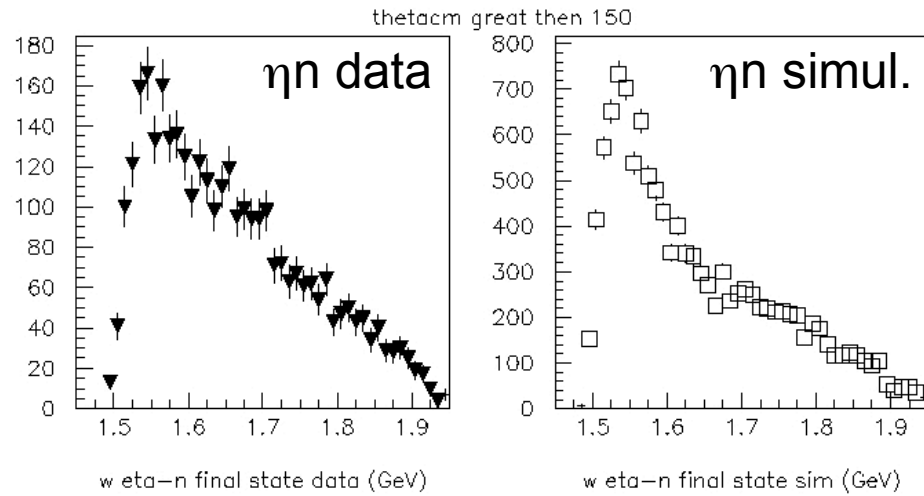 thetacm great then 150
ηn data
ηn simul.
180
160
140
120
100
80
60
40
20
0
1.5 1.6 1.7 1.8 1.9
w eta-n final state data (GeV)
800
700
600
500
400
300
200
100
0
1.5 1.6 1.7 1.8 1.9
w eta-n final state sim (GeV)